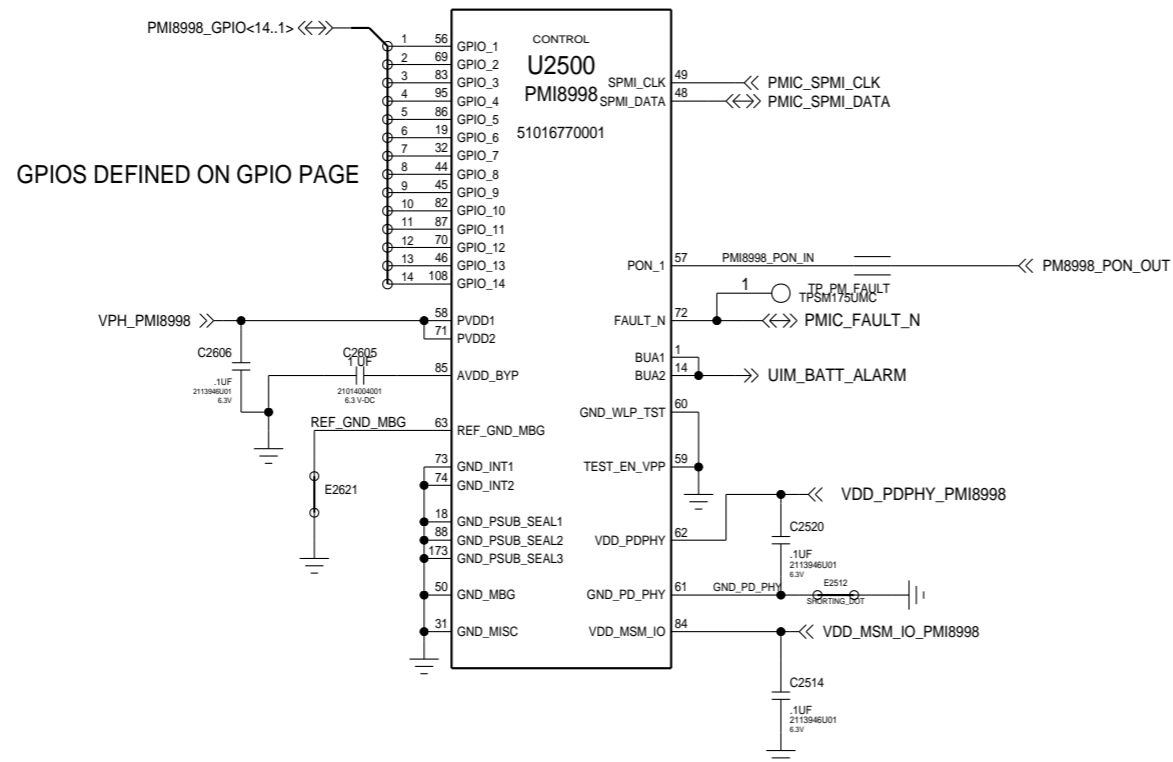 PMI8998_GPIO<14..1>
1 56 GPIO_1
2 69 GPIO_2
3 83 GPIO_3
4 95 GPIO_4
5 86 GPIO_5
6 19 GPIO_6
7 32 GPIO_7
8 44 GPIO_8
9 45 GPIO_9
10 82 GPIO_10
11 87 GPIO_11
12 70 GPIO_12
13 46 GPIO_13
14 108 GPIO_14
GPIOS DEFINED ON GPIO PAGE
CONTROL
U2500
PMI8998
51016770001
SPMI_CLK 49 PMIC_SPMI_CLK
SPMI_DATA 48 PMIC_SPMI_DATA
PON_1 57 PMI8998_PON_IN PM8998_PON_OUT
1 TP_PM_FAULT
TPSM175UMC
FAULT_N 72 PMIC_FAULT_N
BUA1 1
BUA2 14 UIM_BATT_ALARM
GND_WLP_TST 60
TEST_EN_VPP 59
VDD_PDPHY 62 VDD_PDPHY_PMI8998
C2520
.1UF
2113946U01
6.3V
GND_PD_PHY 61 GND_PD_PHY E2512
SHORTING_DOT
VDD_MSM_IO 84 VDD_MSM_IO_PMI8998
C2514
.1UF
2113946U01
6.3V
VPH_PMI8998 58 PVDD1
71 PVDD2
C2606
.1UF
2113946U01
6.3V
C2605
1 UF
21014004001
6.3 V-DC
85 AVDD_BYP
REF_GND_MBG 63 REF_GND_MBG
E2621
73 GND_INT1
74 GND_INT2
18 GND_PSUB_SEAL1
88 GND_PSUB_SEAL2
173 GND_PSUB_SEAL3
50 GND_MBG
31 GND_MISC